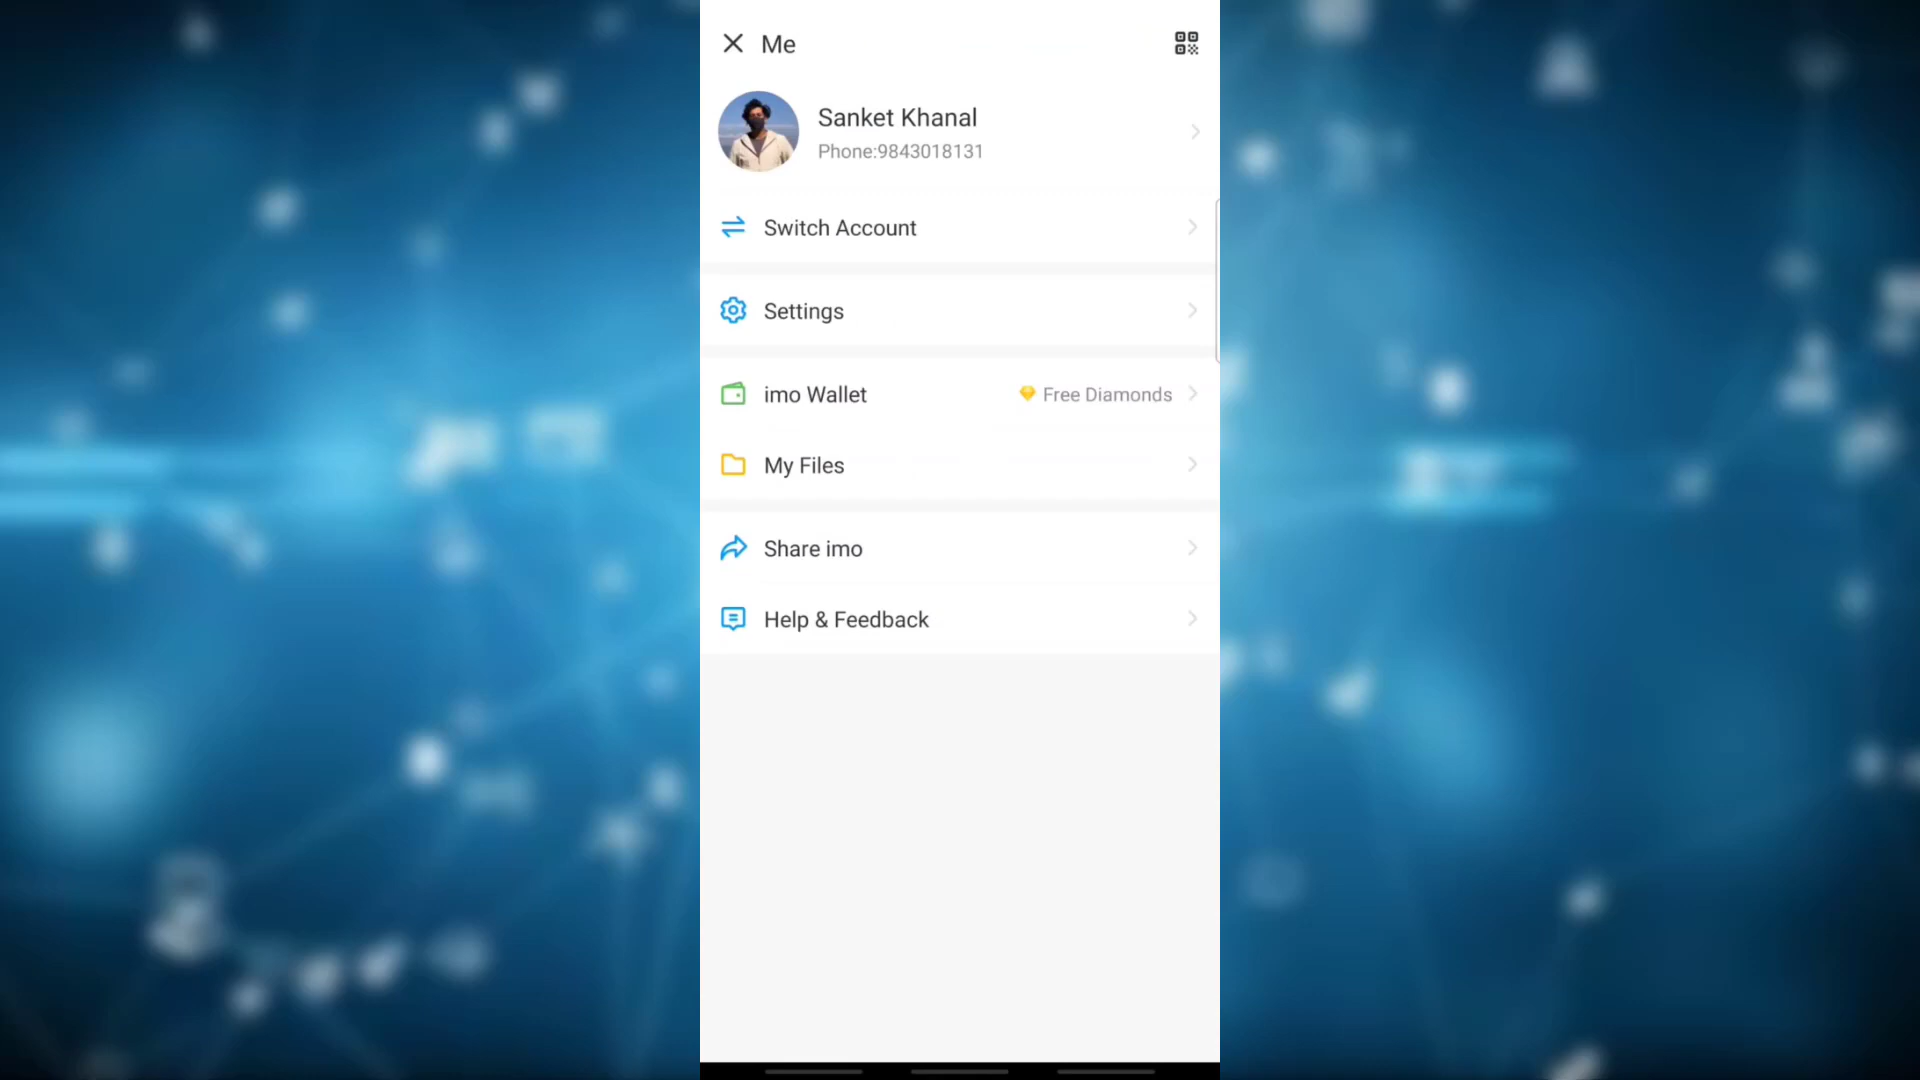 Me
Sanket Khanal
Phone:9843018131
Switch Account
Settings
imo Wallet
Free Diamonds
My Files
Share imo
Help & Feedback